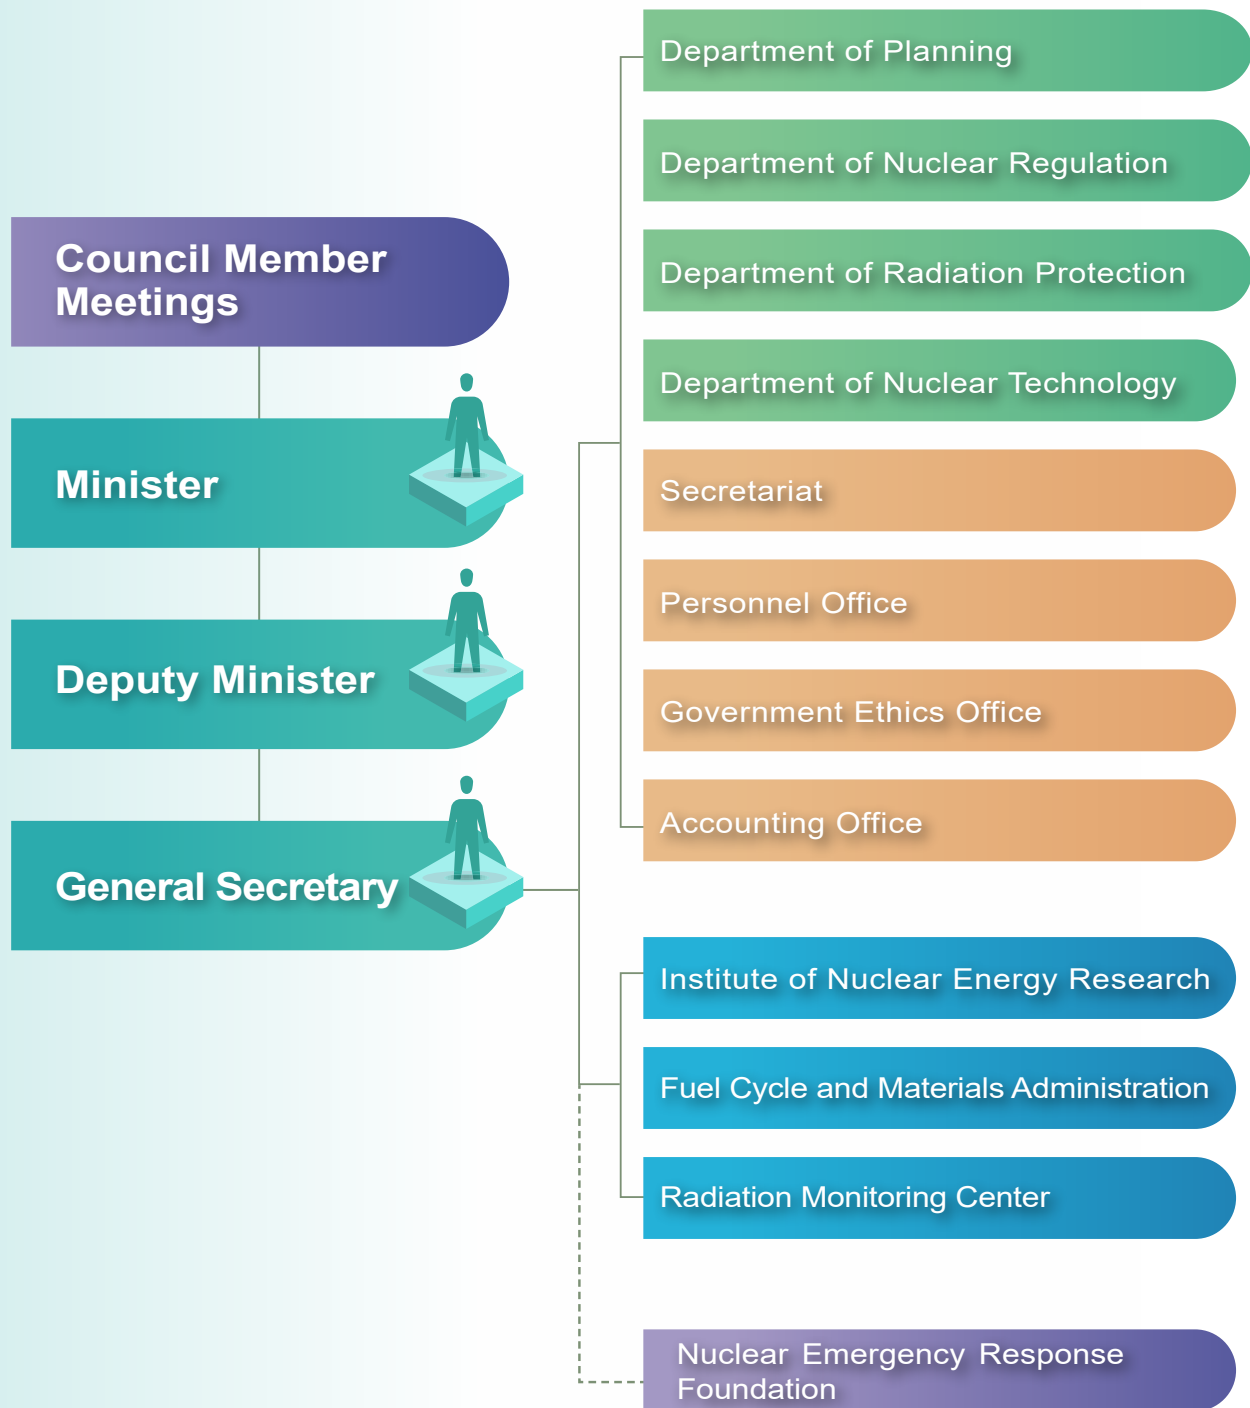 Council Member
Meetings
Minister
Deputy Minister
General Secretary
Department of Planning
Department of Nuclear Regulation
Department of Radiation Protection
Department of Nuclear Technology
Secretariat
Personnel Office
Government Ethics Office
Accounting Office
Institute of Nuclear Energy Research
Fuel Cycle and Materials Administration
Radiation Monitoring Center
Nuclear Emergency Response
Foundation